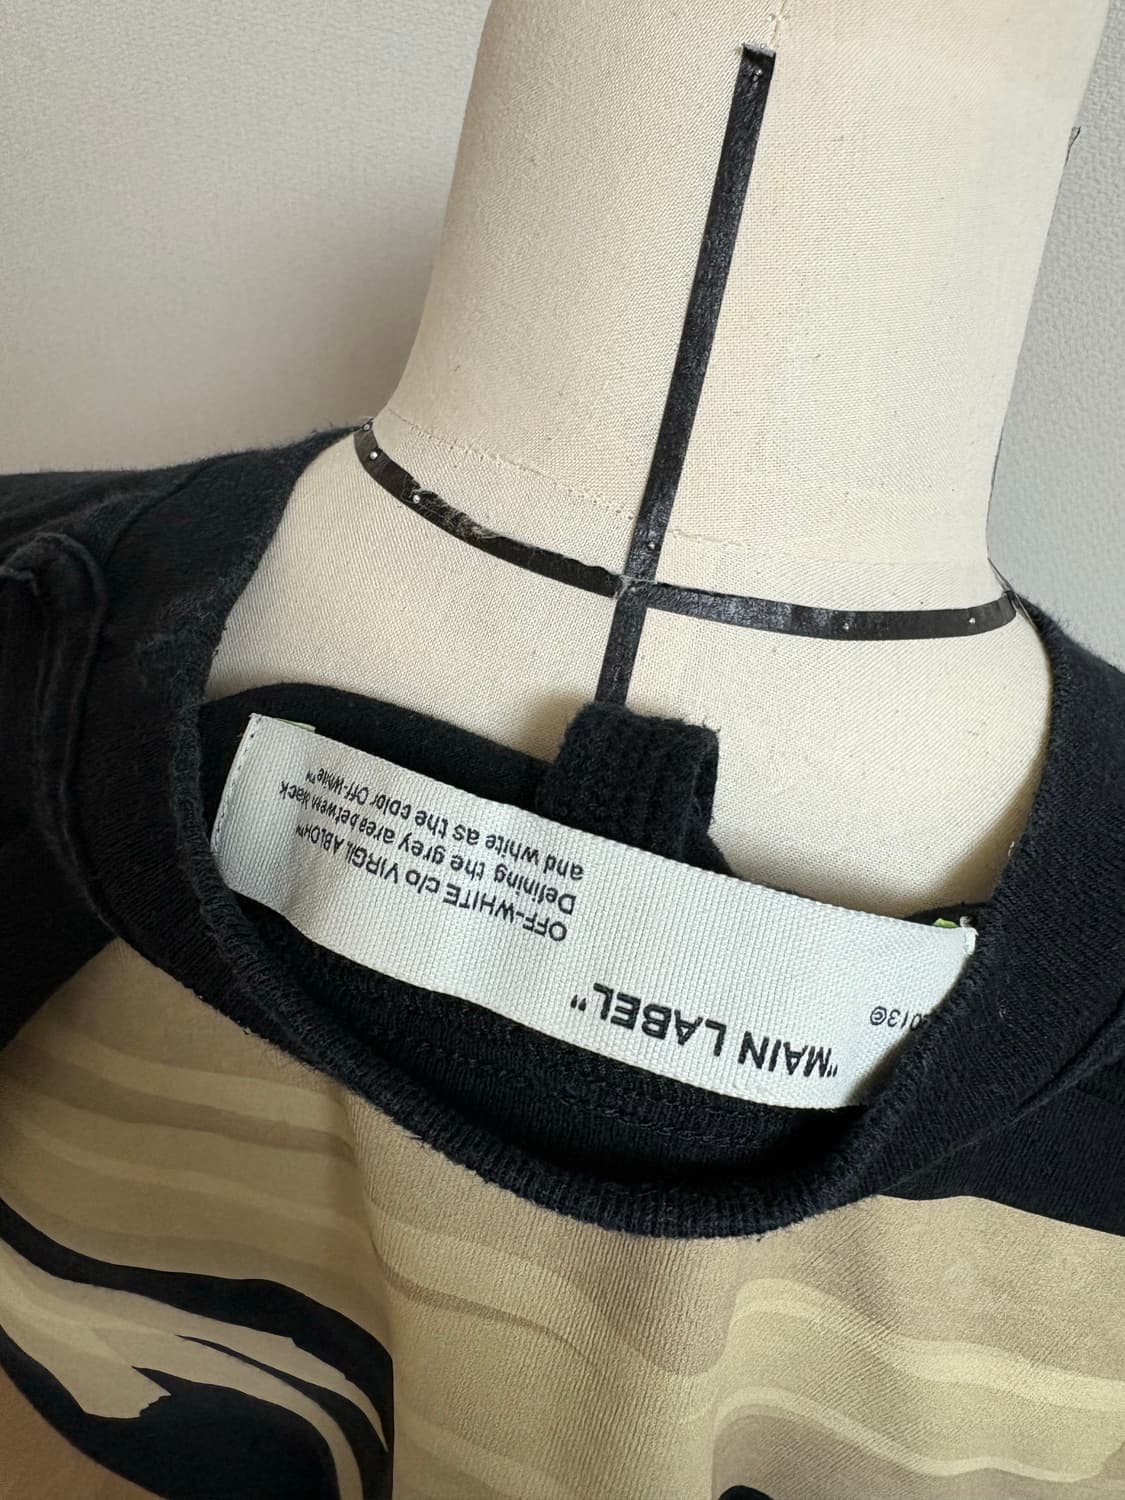 "MAIN LABEL"
2013©
OFF-WHITE c/o VIRGIL ABLOH™
Defining the grey area between black
and white as the color Off-White™